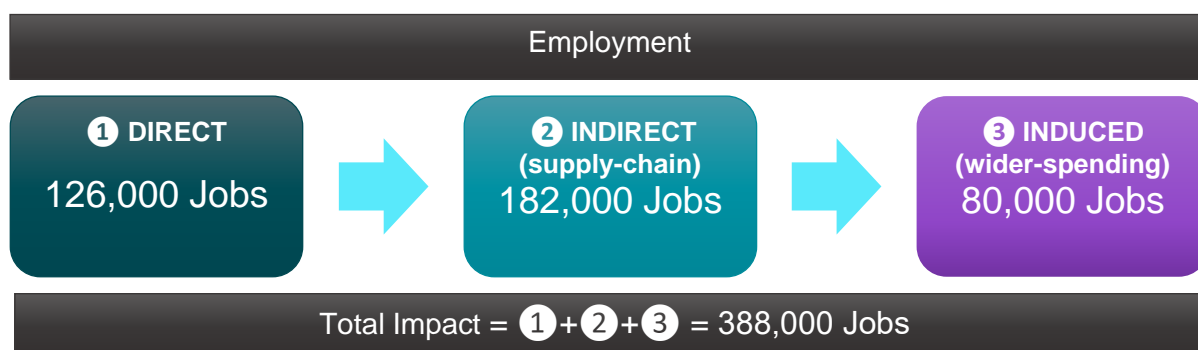 Employment
❶ DIRECT
126,000 Jobs
❷ INDIRECT
(supply-chain)
182,000 Jobs
❸ INDUCED
(wider-spending)
80,000 Jobs
Total Impact = ❶+❷+❸ = 388,000 Jobs